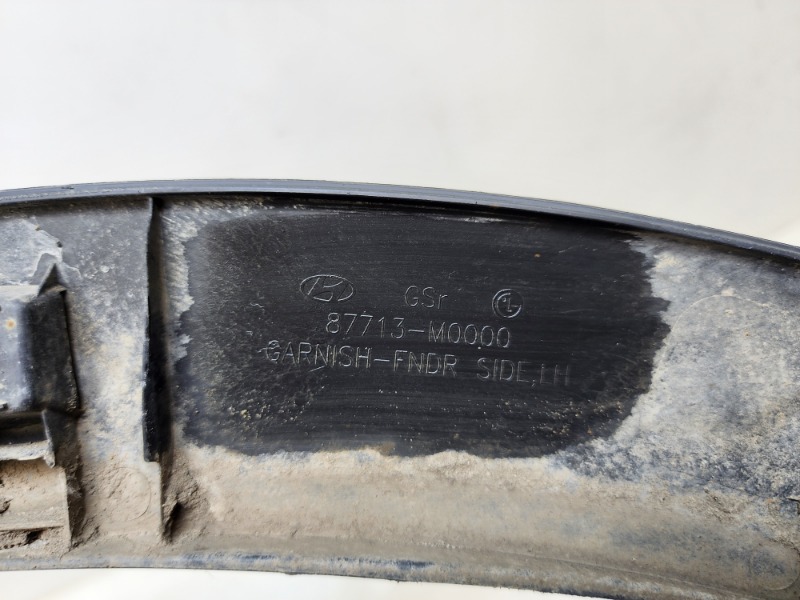 GSr
87713-M0000
GARNISH-FNDR SIDE,LH